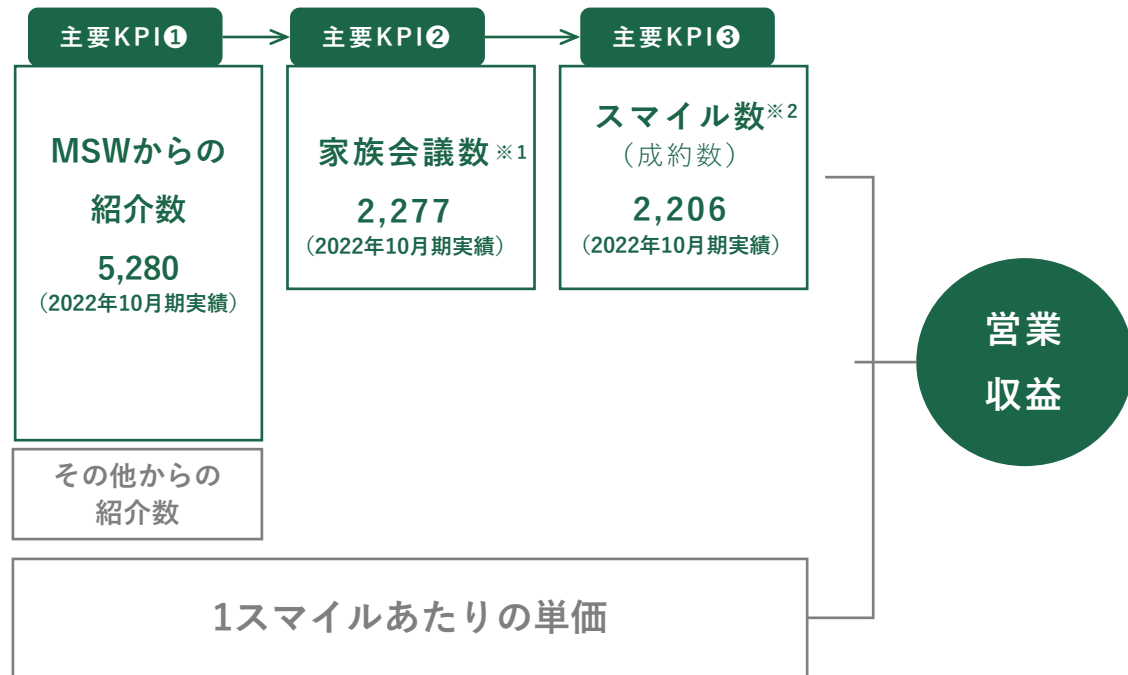 主要KPI❶
主要KPI❷
主要KPI❸
MSWからの
紹介数
5,280
（2022年10月期実績）
家族会議数※1
2,277
（2022年10月期実績）
スマイル数※2
（成約数）
2,206
（2022年10月期実績）
営業
収益
その他からの
紹介数
1スマイルあたりの単価